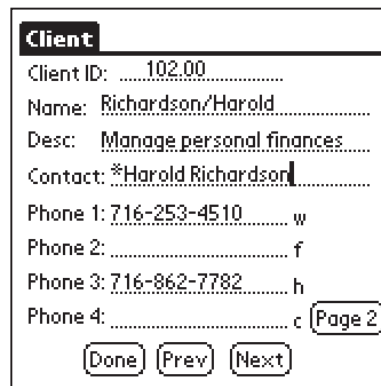 Client
Client ID: 102.00
Name: Richardson/Harold
Desc: Manage personal finances
Contact: *Harold Richardson
Phone 1: 716-253-4510 w
Phone 2: f
Phone 3: 716-862-7782 h
Phone 4: c Page 2
Done Prev Next